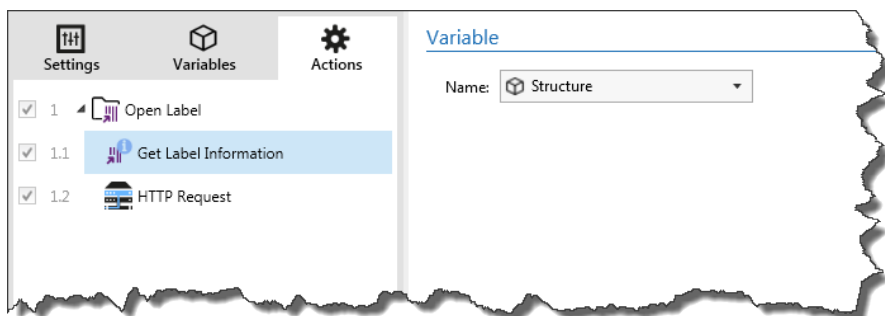 Settings Variables Actions
Variable
Name: Structure
1 Open Label
1.1 Get Label Information
1.2 HTTP Request